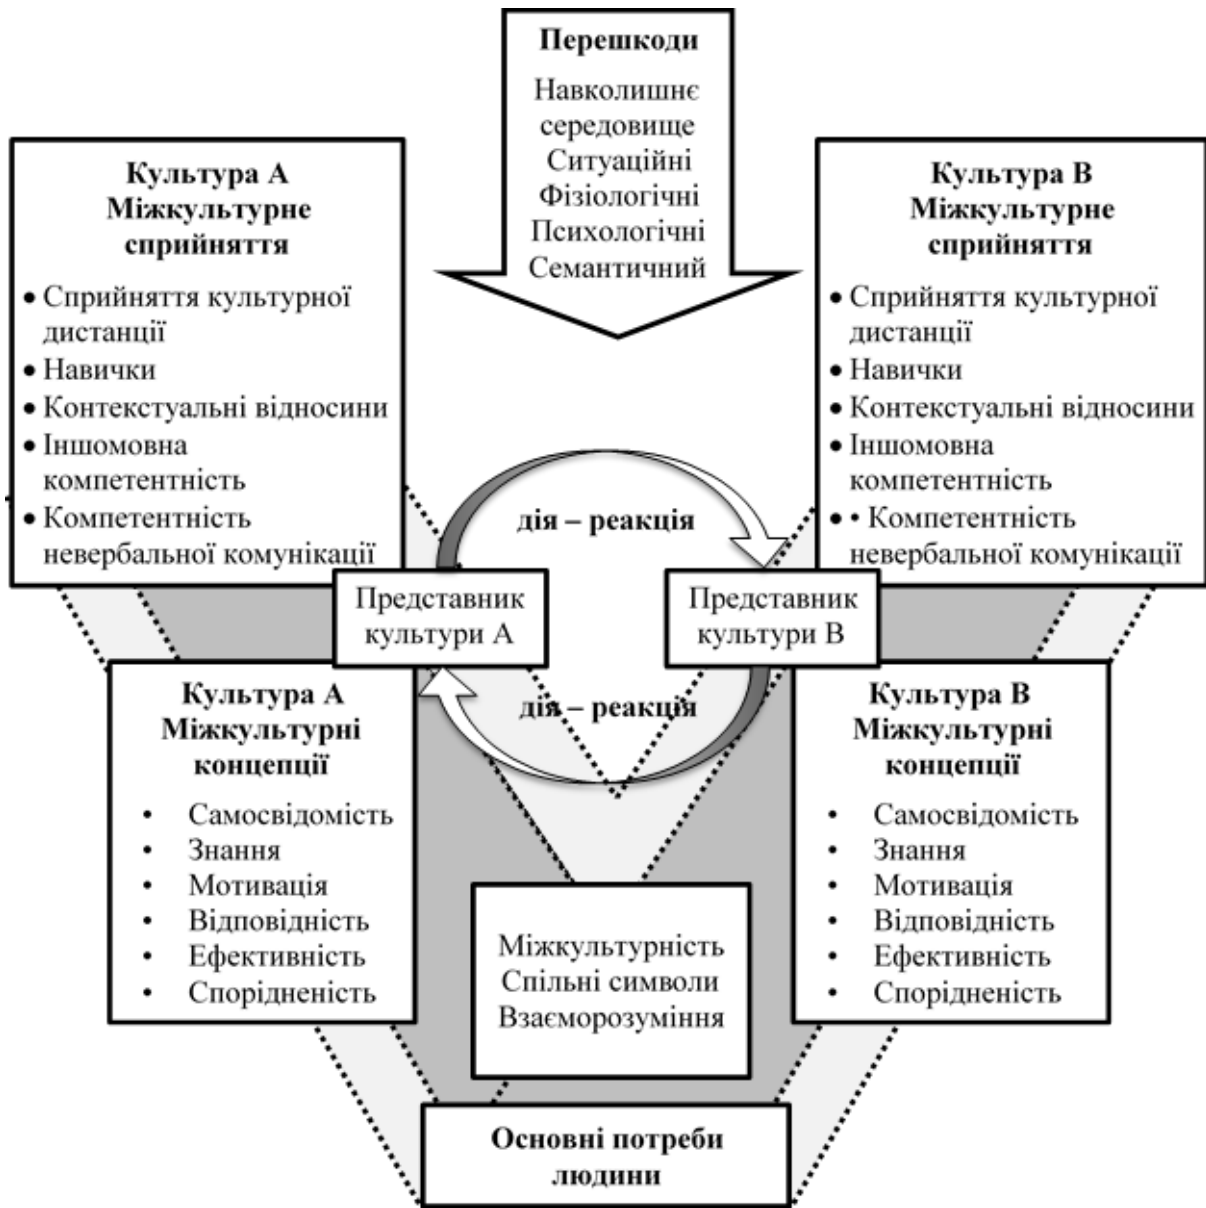 Перешкоди
Навколишнє
середовище
Ситуаційні
Фізіологічні
Психологічні
Семантичний
Культура А
Міжкультурне
сприйняття
• Сприйняття культурної
дистанції
• Навички
• Контекстуальні відносини
• Іншомовна
компетентність
• Компетентність
невербальної комунікації
Культура В
Міжкультурне
сприйняття
• Сприйняття культурної
дистанції
• Навички
• Контекстуальні відносини
• Іншомовна
компетентність
• • Компетентність
невербальної комунікації
дія – реакція
Представник
культури А
Представник
культури В
дія – реакція
Культура А
Міжкультурні
концепції
• Самосвідомість
• Знання
• Мотивація
• Відповідність
• Ефективність
• Спорідненість
Культура В
Міжкультурні
концепції
• Самосвідомість
• Знання
• Мотивація
• Відповідність
• Ефективність
• Спорідненість
Міжкультурність
Спільні символи
Взаєморозуміння
Основні потреби
людини